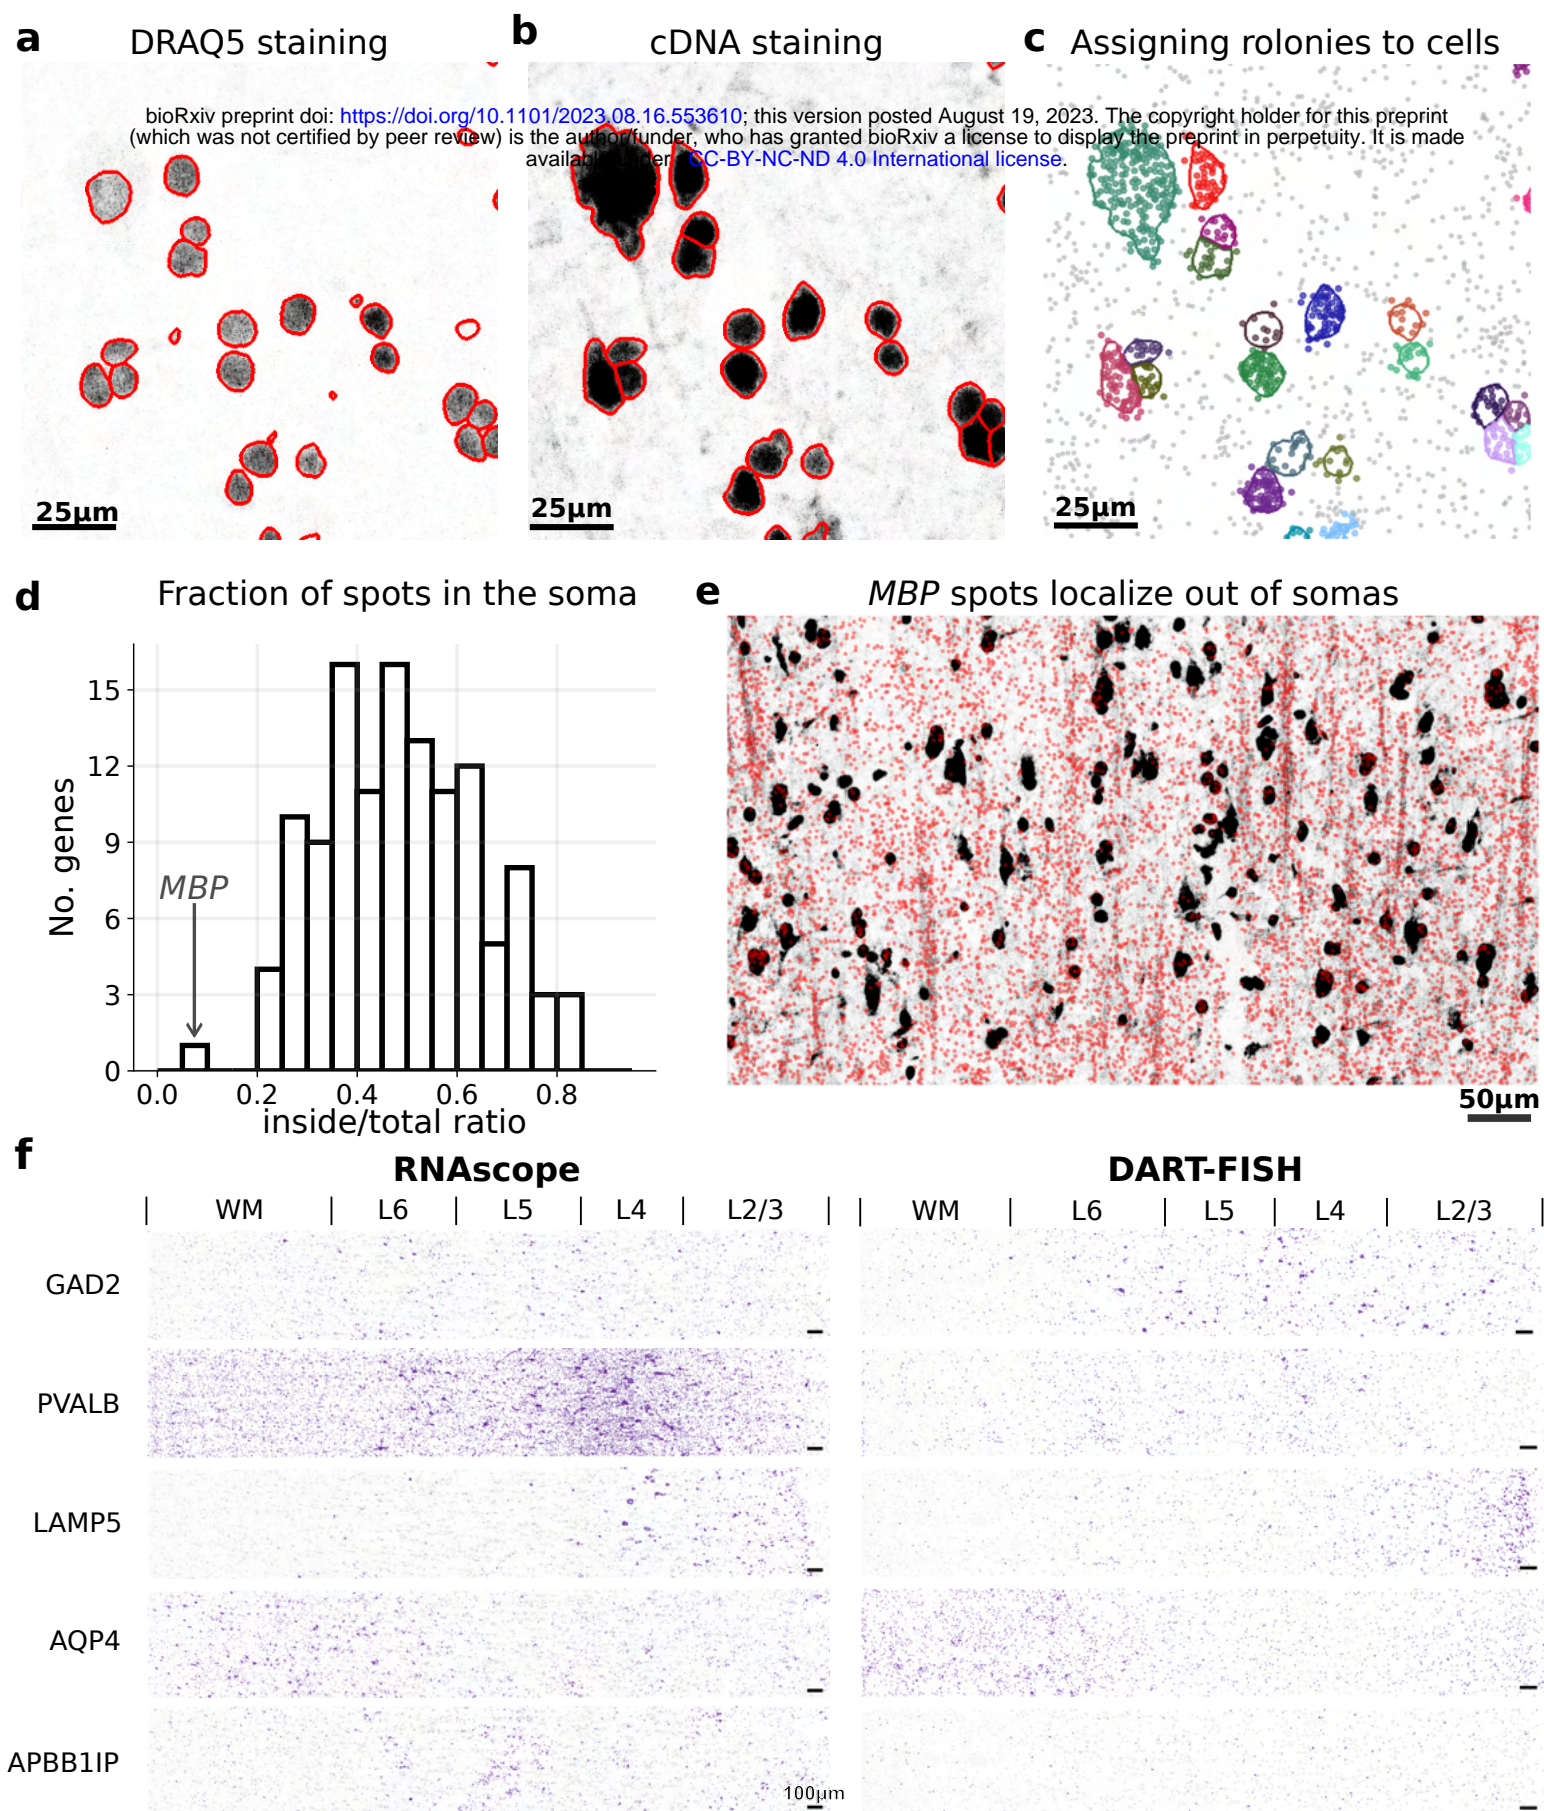 a DRAQ5 staining
b cDNA staining
c Assigning rolonies to cells
bioRxiv preprint doi: https://doi.org/10.1101/2023.08.16.553610; this version posted August 19, 2023. The copyright holder for this preprint
(which was not certified by peer review) is the author/funder, who has granted bioRxiv a license to display the preprint in perpetuity. It is made
available under CC-BY-NC-ND 4.0 International license.
25μm
25μm
25μm
d Fraction of spots in the soma
No. genes
15
12
9
6
3
0
MBP
0.0 0.2 0.4 0.6 0.8
inside/total ratio
e MBP spots localize out of somas
50μm
f
RNAscope
DART-FISH
| WM | L6 | L5 | L4 | L2/3 |
| WM | L6 | L5 | L4 | L2/3 |
GAD2
PVALB
LAMP5
AQP4
APBB1IP
100μm